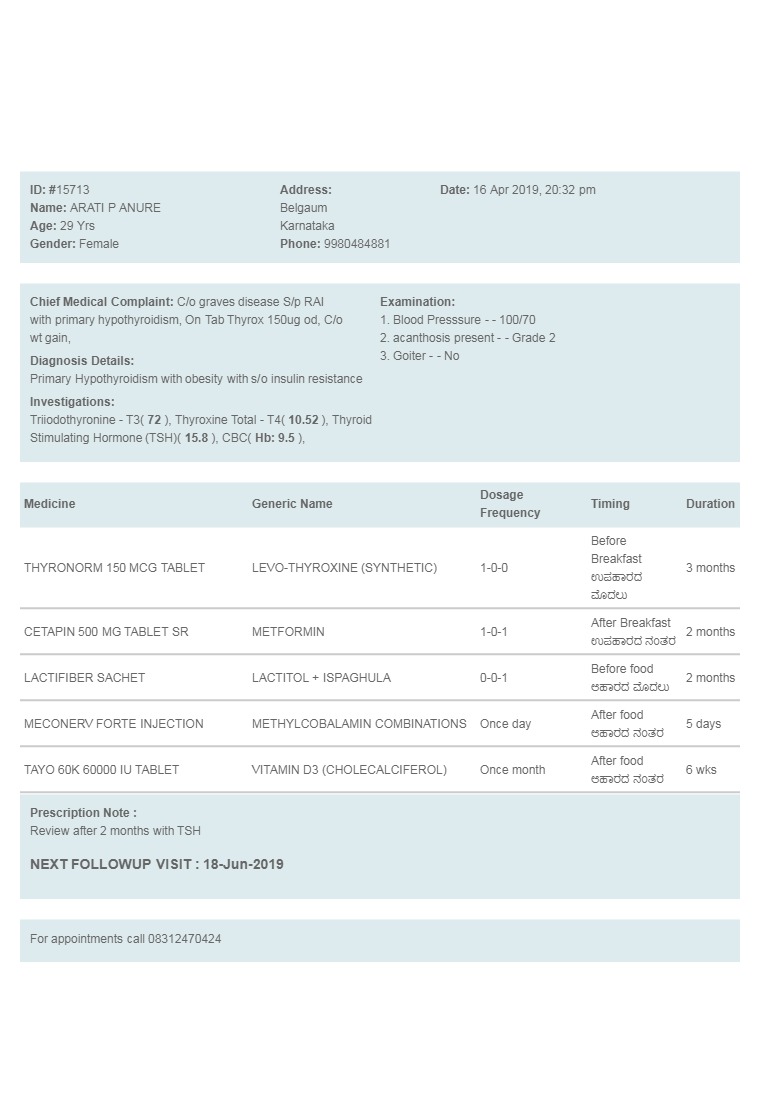 ID: #15713
Name: ARATI P ANURE
Age: 29 Yrs
Gender: Female
Address:
Belgaum
Karnataka
Phone: 9980484881
Date: 16 Apr 2019, 20:32 pm
Chief Medical Complaint: C/o graves disease S/p RAI
with primary hypothyroidism, On Tab Thyrox 150ug od, C/o
wt gain,
Diagnosis Details:
Primary Hypothyroidism with obesity with s/o insulin resistance
Investigations:
Triiodothyronine - T3( 72 ), Thyroxine Total - T4( 10.52 ), Thyroid
Stimulating Hormone (TSH)( 15.8 ), CBC( Hb: 9.5 ),
Examination:
1. Blood Presssure - - 100/70
2. acanthosis present - - Grade 2
3. Goiter - - No
Medicine Generic Name Dosage Frequency Timing Duration
THYRONORM 150 MCG TABLET LEVO-THYROXINE (SYNTHETIC) 1-0-0 Before Breakfast ಉಪಹಾರದ ಮೊದಲು 3 months
CETAPIN 500 MG TABLET SR METFORMIN 1-0-1 After Breakfast ಉಪಹಾರದ ನಂತರ 2 months
LACTIFIBER SACHET LACTITOL + ISPAGHULA 0-0-1 Before food ಆಹಾರದ ಮೊದಲು 2 months
MECONERV FORTE INJECTION METHYLCOBALAMIN COMBINATIONS Once day After food ಆಹಾರದ ನಂತರ 5 days
TAYO 60K 60000 IU TABLET VITAMIN D3 (CHOLECALCIFEROL) Once month After food ಆಹಾರದ ನಂತರ 6 wks
Prescription Note :
Review after 2 months with TSH
NEXT FOLLOWUP VISIT : 18-Jun-2019
For appointments call 08312470424